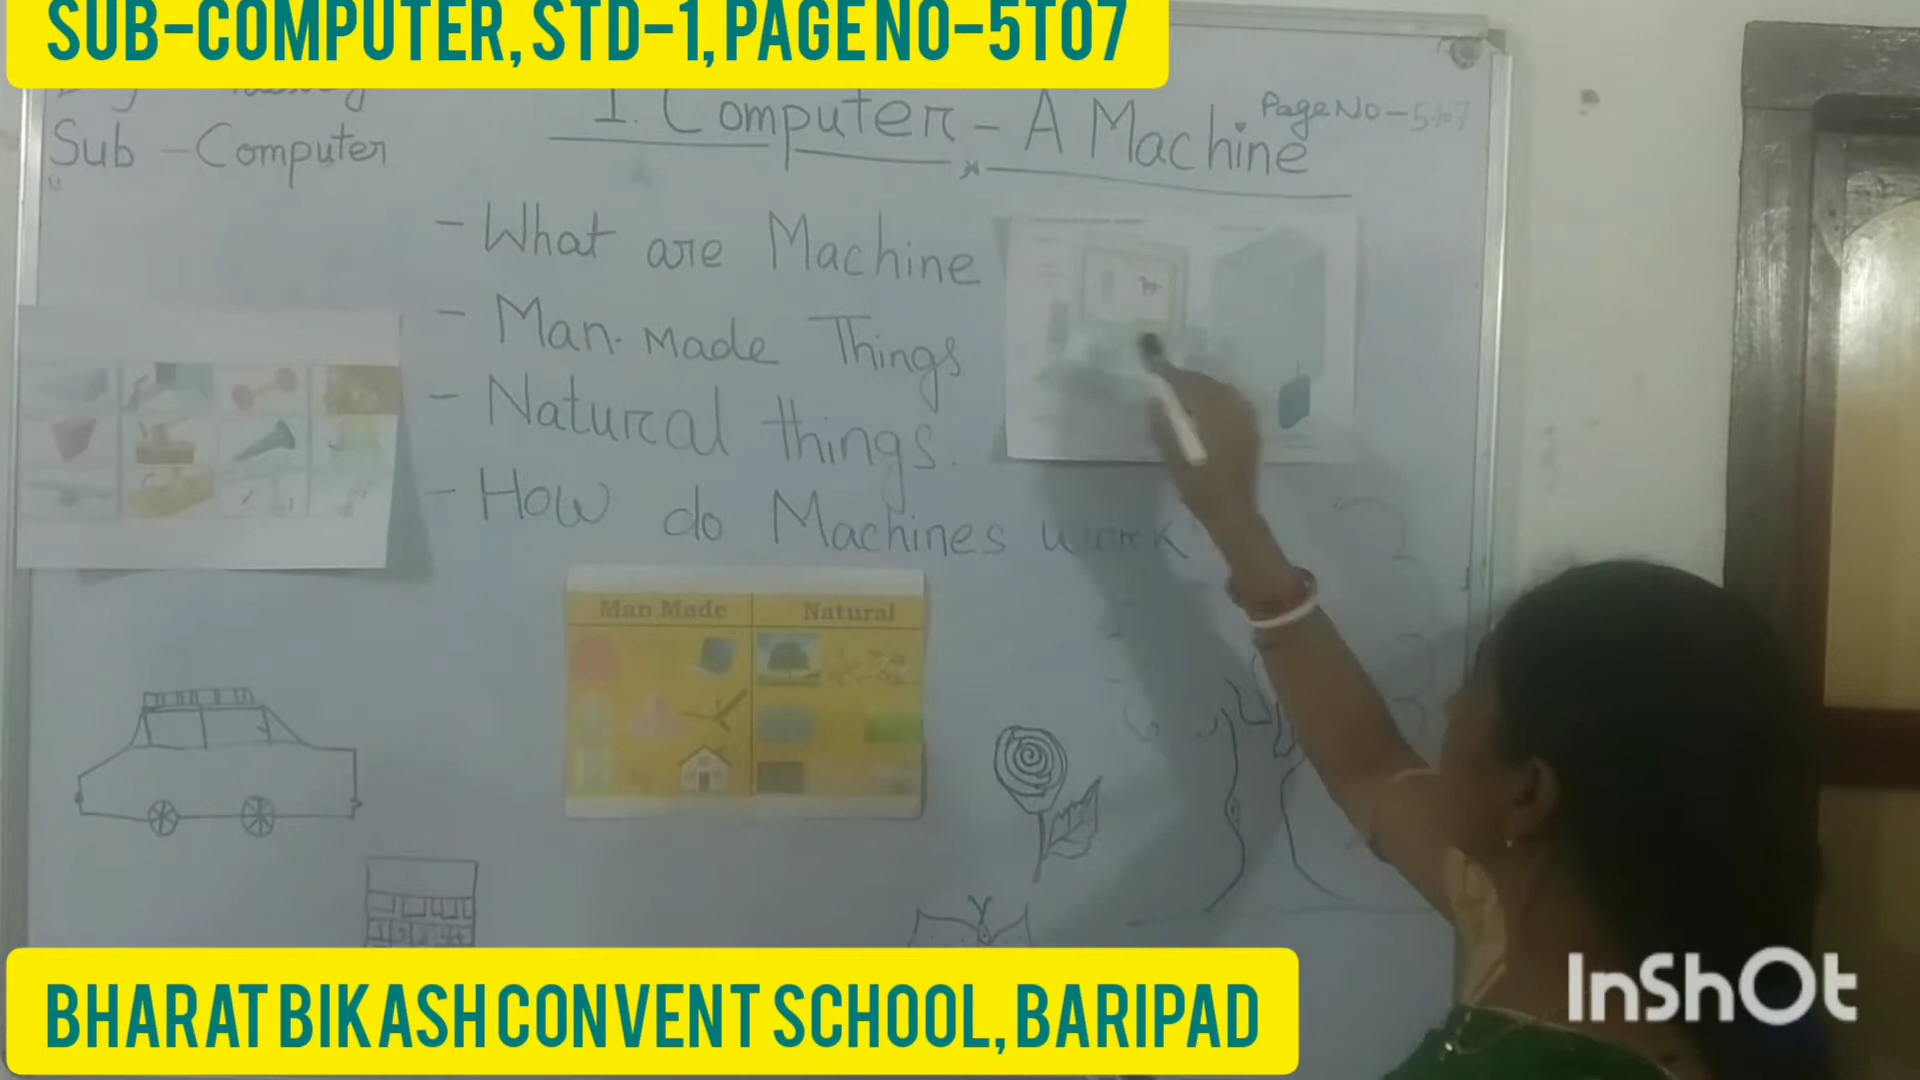 SUB-COMPUTER, STD-1, PAGE NO-5TO7
Sub - Computer
1. Computer - A Machine
Page No - 5to7
- What are Machine
- Man-made Things
- Natural things.
- How do Machines work
Man Made
Natural
BHARAT BIKASH CONVENT SCHOOL, BARIPAD
InShOt